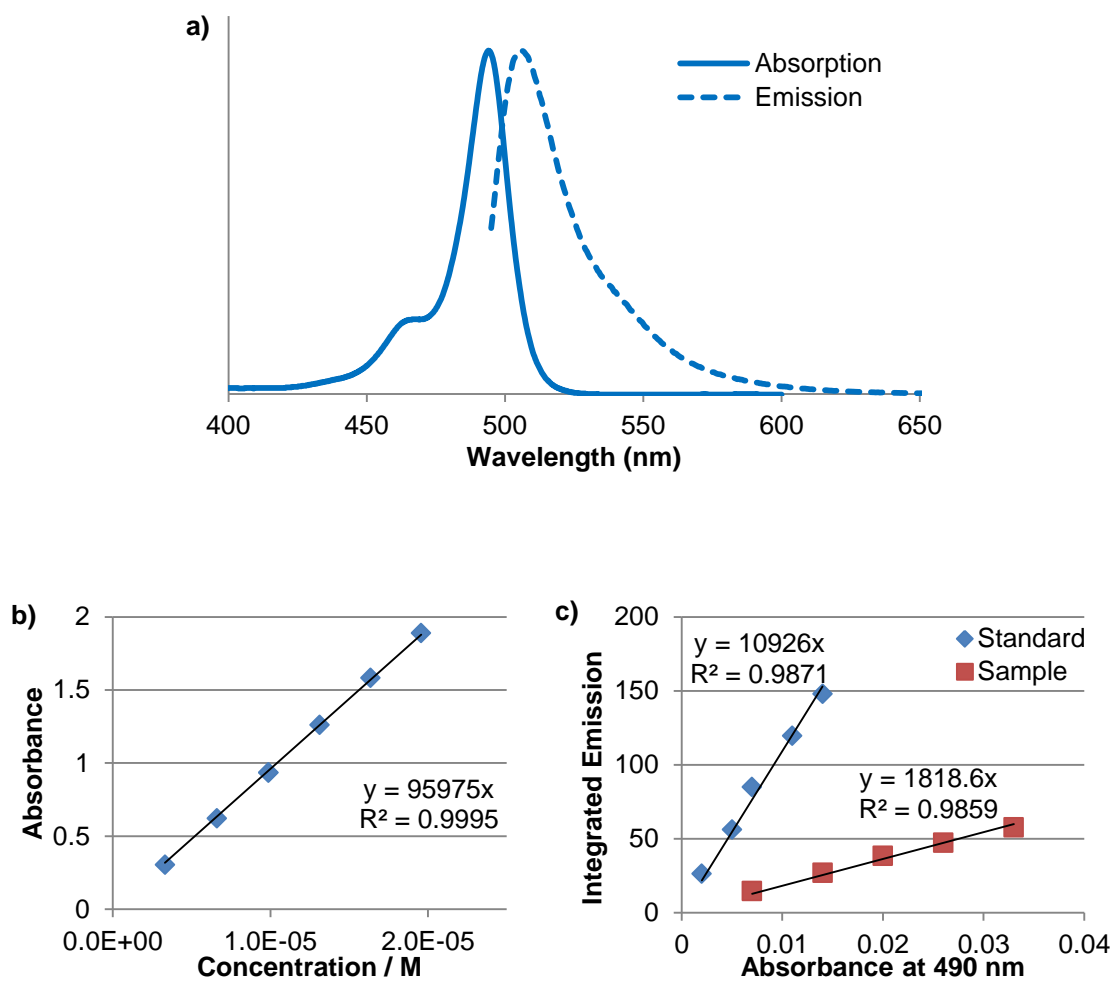 a)
Absorption
Emission
400 450 500 550 600 650
Wavelength (nm)
b)
Absorbance
2
1.5
1
0.5
0
y = 95975x
R² = 0.9995
0.0E+00 1.0E-05 2.0E-05
Concentration / M
c)
Integrated Emission
200
150
100
50
0
y = 10926x
R² = 0.9871
Standard
Sample
y = 1818.6x
R² = 0.9859
0 0.01 0.02 0.03 0.04
Absorbance at 490 nm